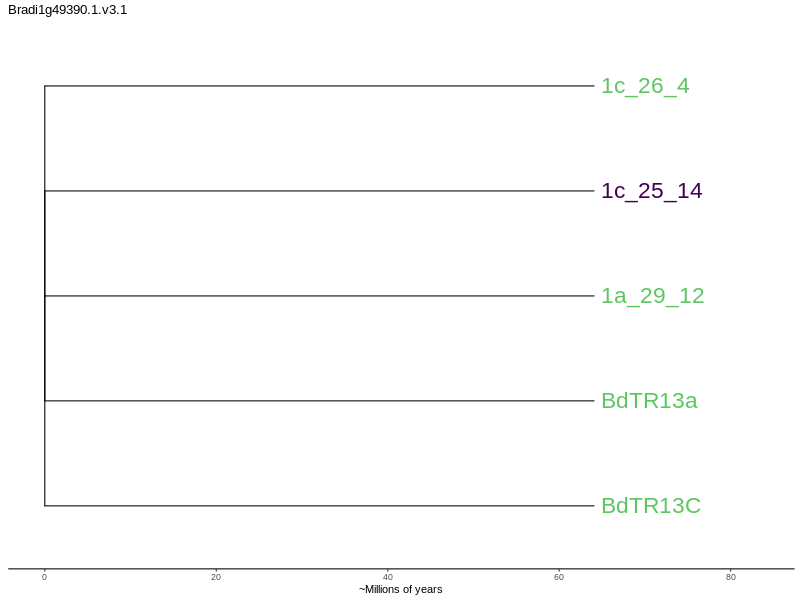 Bradi1g49390.1.v3.1
1c_26_4
1c_25_14
1a_29_12
BdTR13a
BdTR13C
0 20 40 60 80
~Millions of years